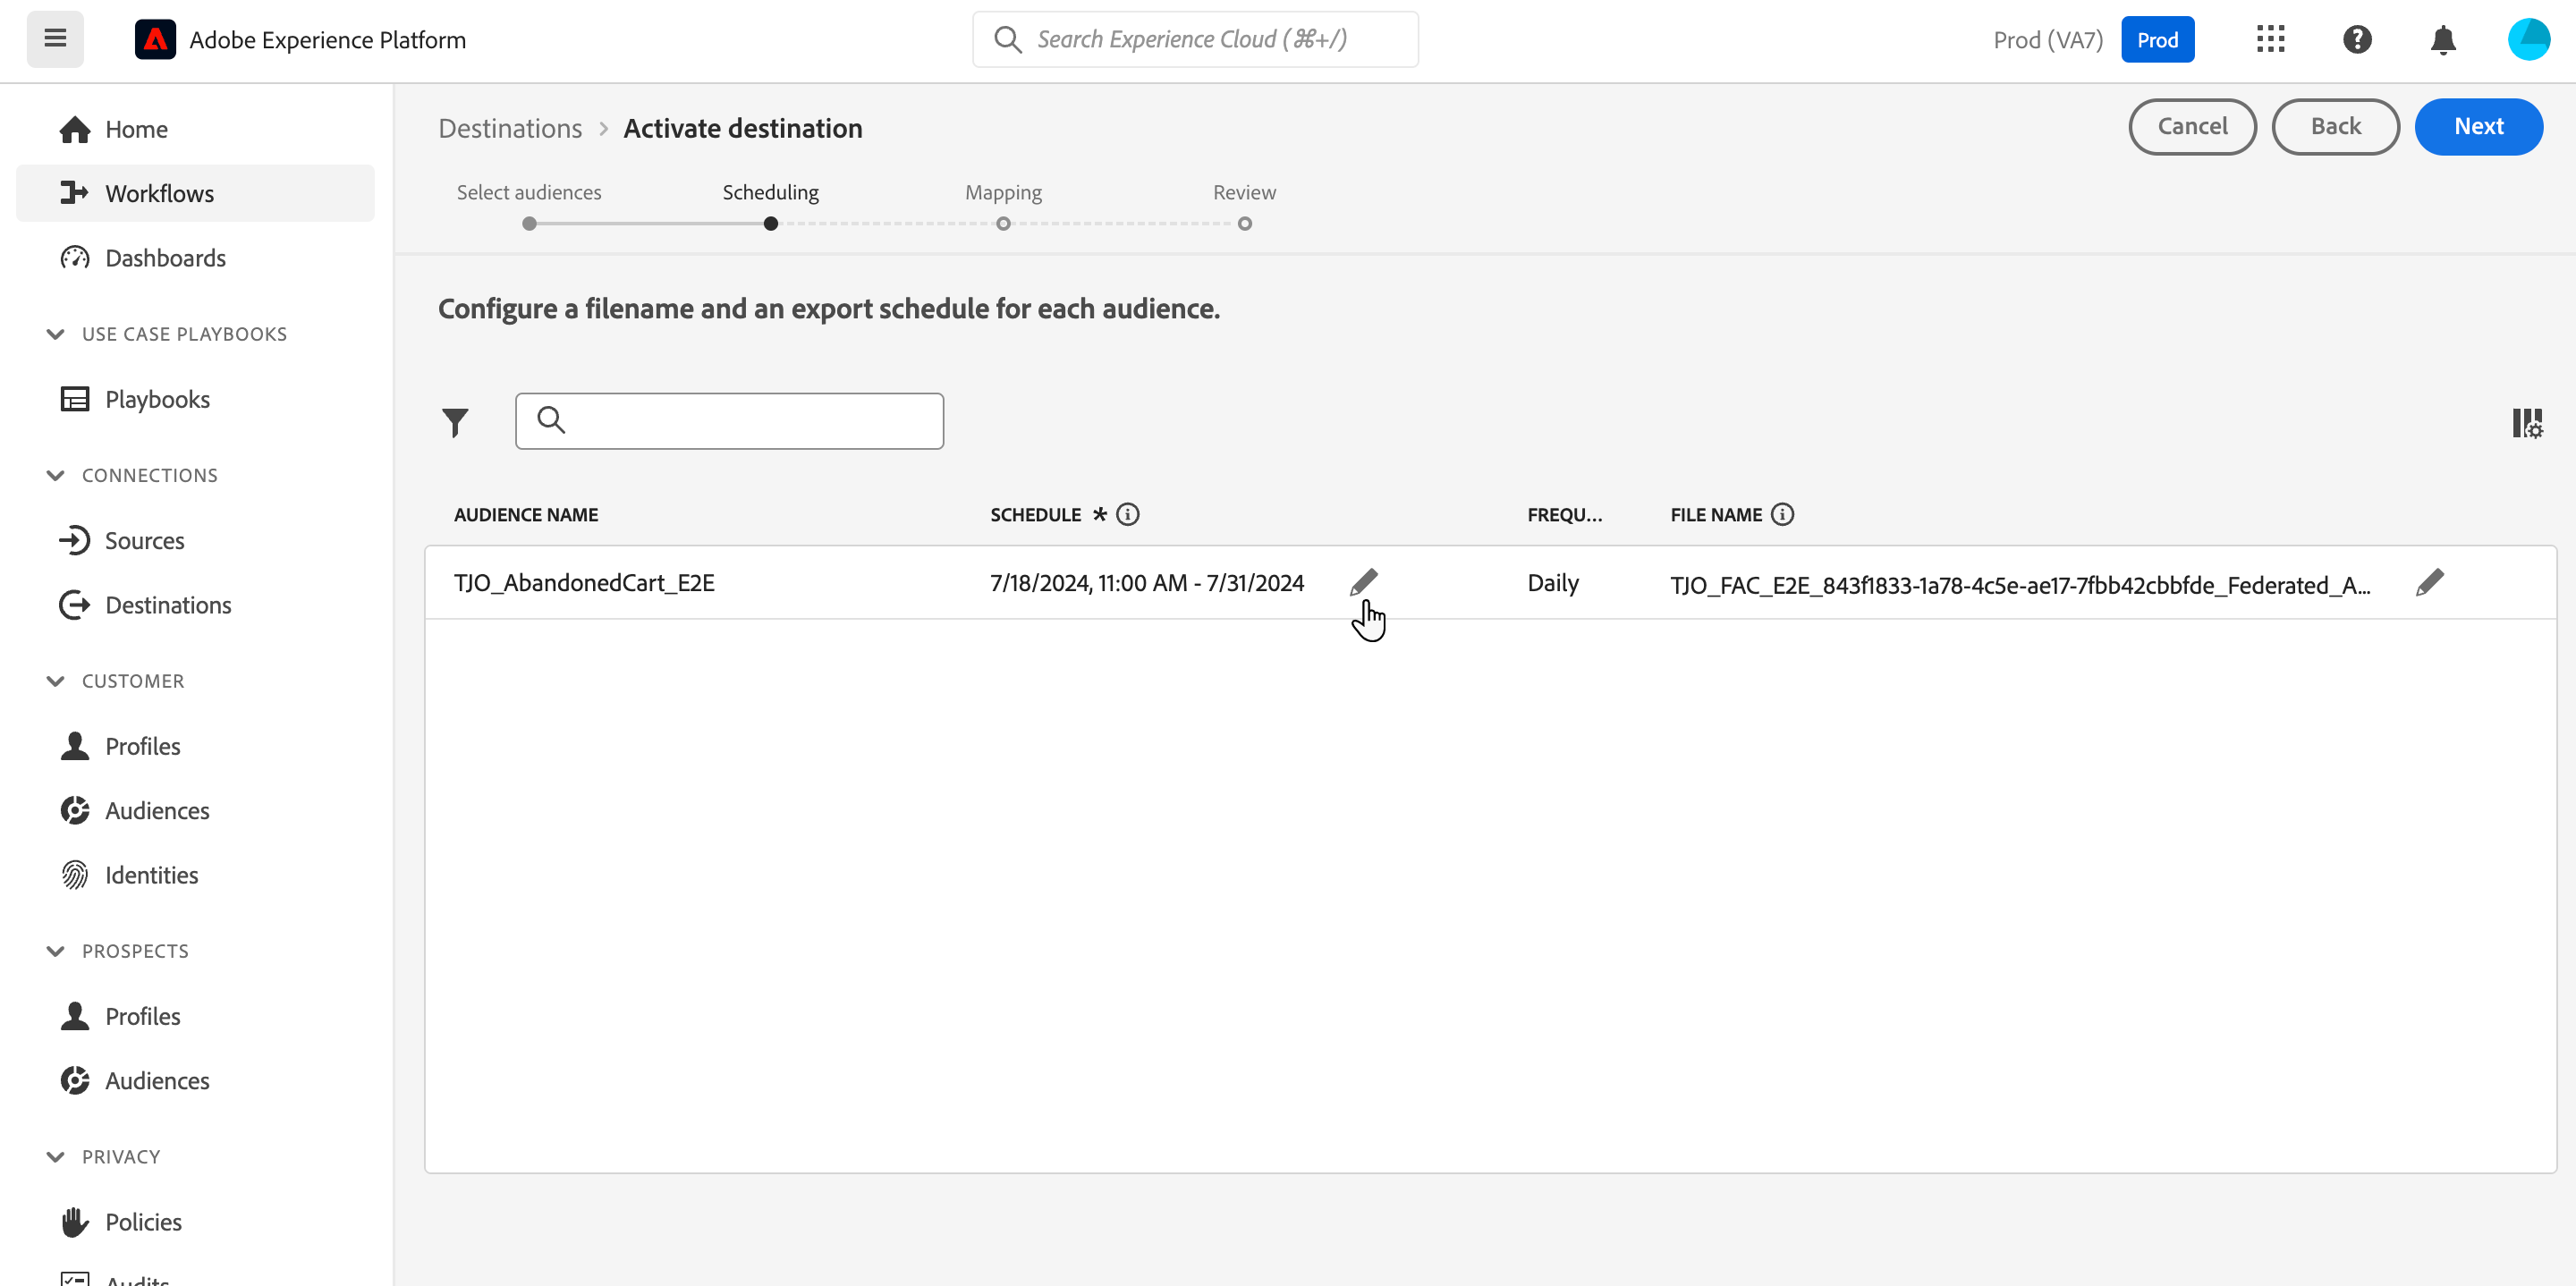 Adobe Experience Platform
Search Experience Cloud (⌘+/)
Prod (VA7)
Prod
Home
Workflows
Dashboards
USE CASE PLAYBOOKS
Playbooks
CONNECTIONS
Sources
Destinations
CUSTOMER
Profiles
Audiences
Identities
PROSPECTS
Profiles
Audiences
PRIVACY
Policies
Audits
Destinations > Activate destination
Cancel
Back
Next
Select audiences
Scheduling
Mapping
Review
Configure a filename and an export schedule for each audience.
AUDIENCE NAME
SCHEDULE *
FREQU...
FILE NAME
TJO_AbandonedCart_E2E
7/18/2024, 11:00 AM - 7/31/2024
Daily
TJO_FAC_E2E_843f1833-1a78-4c5e-ae17-7fbb42cbbfde_Federated_A...